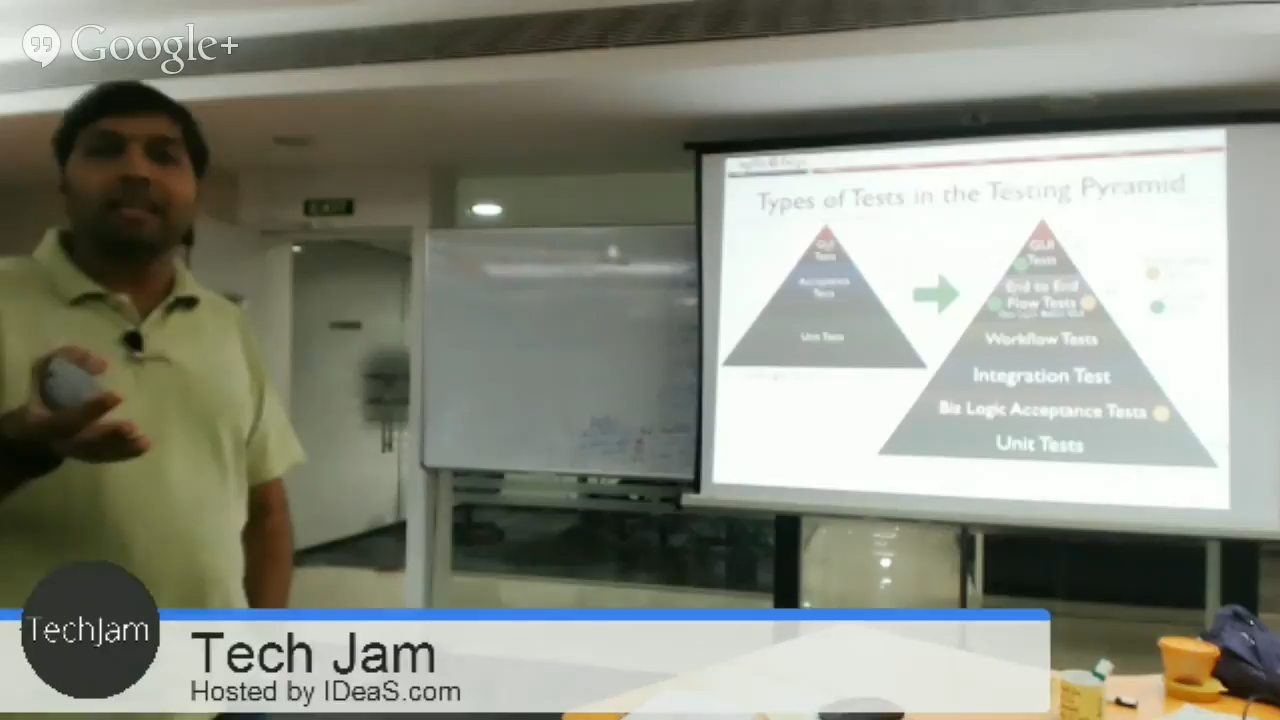 Google+
EXIT
Types of Tests in the Testing Pyramid
GUI
Tests
Acceptance
Tests
Unit Tests
GUI
Tests
End to End
Flow Tests
Workflow Tests
Integration Test
Biz Logic Acceptance Tests
Unit Tests
TechJam
Tech Jam
Hosted by IDeaS.com